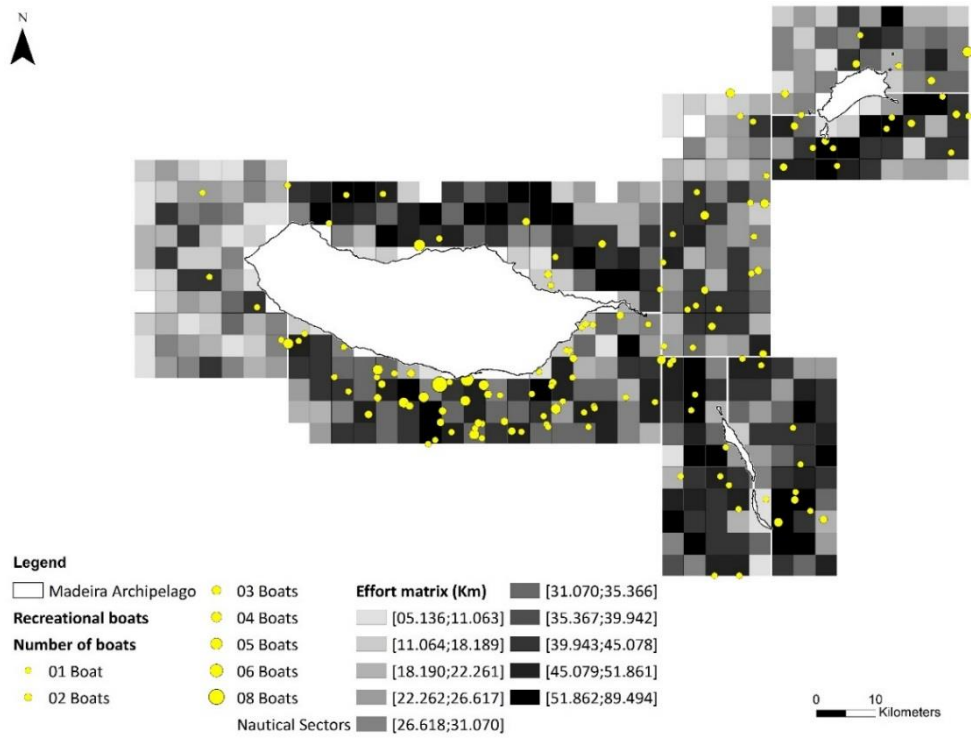 N
Legend
Madeira Archipelago
Recreational boats
Number of boats
01 Boat
02 Boats
03 Boats
04 Boats
05 Boats
06 Boats
08 Boats
Nautical Sectors
Effort matrix (Km)
[05.136;11.063]
[11.064;18.189]
[18.190;22.261]
[22.262;26.617]
[26.618;31.070]
[31.070;35.366]
[35.367;39.942]
[39.943;45.078]
[45.079;51.861]
[51.862;89.494]
0 10
Kilometers